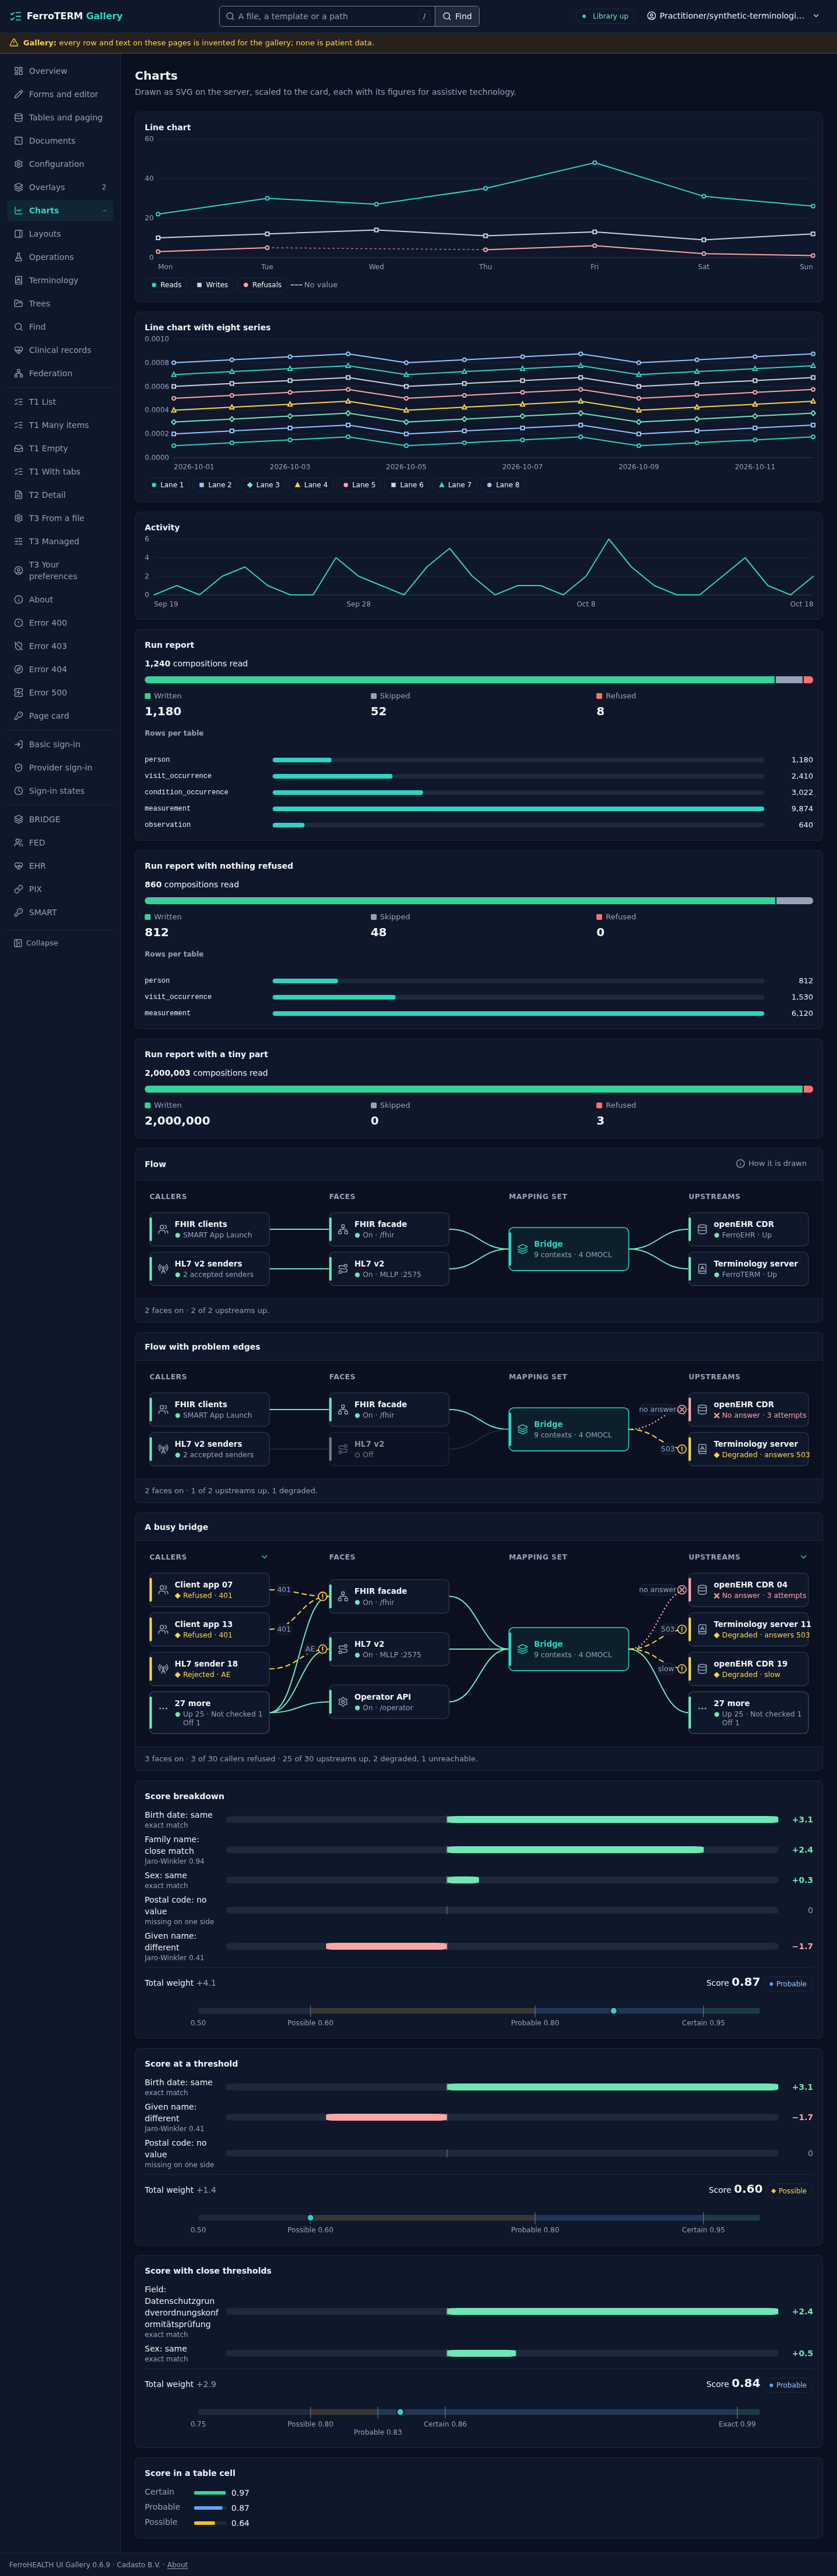 FerroTERM Gallery
A file, a template or a path
/
Find
Library up
Practitioner/synthetic-terminologi...
Gallery: every row and text on these pages is invented for the gallery; none is patient data.
Overview
Forms and editor
Tables and paging
Documents
Configuration
Overlays 2
Charts –
Layouts
Operations
Terminology
Trees
Find
Clinical records
Federation
T1 List
T1 Many items
T1 Empty
T1 With tabs
T2 Detail
T3 From a file
T3 Managed
T3 Your
preferences
About
Error 400
Error 403
Error 404
Error 500
Page card
Basic sign-in
Provider sign-in
Sign-in states
BRIDGE
FED
EHR
PIX
SMART
Collapse
Charts
Drawn as SVG on the server, scaled to the card, each with its figures for assistive technology.
Line chart
60
40
20
0
Mon Tue Wed Thu Fri Sat Sun
Reads Writes Refusals No value
Line chart with eight series
0.0010
0.0008
0.0006
0.0004
0.0002
0.0000
2026-10-01 2026-10-03 2026-10-05 2026-10-07 2026-10-09 2026-10-11
Lane 1 Lane 2 Lane 3 Lane 4 Lane 5 Lane 6 Lane 7 Lane 8
Activity
6
4
2
0
Sep 19 Sep 28 Oct 8 Oct 18
Run report
1,240 compositions read
Written Skipped Refused
1,180 52 8
Rows per table
person 1,180
visit_occurrence 2,410
condition_occurrence 3,022
measurement 9,874
observation 640
Run report with nothing refused
860 compositions read
Written Skipped Refused
812 48 0
Rows per table
person 812
visit_occurrence 1,530
measurement 6,120
Run report with a tiny part
2,000,003 compositions read
Written Skipped Refused
2,000,000 0 3
Flow
How it is drawn
CALLERS FACES MAPPING SET UPSTREAMS
FHIR clients
SMART App Launch
HL7 v2 senders
2 accepted senders
FHIR facade
On · /fhir
HL7 v2
On · MLLP :2575
Bridge
9 contexts · 4 OMOCL
openEHR CDR
FerroEHR · Up
Terminology server
FerroTERM · Up
2 faces on · 2 of 2 upstreams up.
Flow with problem edges
CALLERS FACES MAPPING SET UPSTREAMS
FHIR clients
SMART App Launch
HL7 v2 senders
2 accepted senders
FHIR facade
On · /fhir
HL7 v2
Off
Bridge
9 contexts · 4 OMOCL
no answer
503
openEHR CDR
No answer · 3 attempts
Terminology server
Degraded · answers 503
2 faces on · 1 of 2 upstreams up, 1 degraded.
A busy bridge
CALLERS FACES MAPPING SET UPSTREAMS
Client app 07
Refused · 401
Client app 13
Refused · 401
HL7 sender 18
Rejected · AE
27 more
Up 25 · Not checked 1
Off 1
401
401
AE
FHIR facade
On · /fhir
HL7 v2
On · MLLP :2575
Operator API
On · /operator
Bridge
9 contexts · 4 OMOCL
no answer
503
slow
openEHR CDR 04
No answer · 3 attempts
Terminology server 11
Degraded · answers 503
openEHR CDR 19
Degraded · slow
27 more
Up 25 · Not checked 1
Off 1
3 faces on · 3 of 30 callers refused · 25 of 30 upstreams up, 2 degraded, 1 unreachable.
Score breakdown
Birth date: same
exact match
+3.1
Family name:
close match
Jaro-Winkler 0.94
+2.4
Sex: same
exact match
+0.3
Postal code: no
value
missing on one side
0
Given name:
different
Jaro-Winkler 0.41
−1.7
Total weight +4.1
Score 0.87 Probable
0.50 Possible 0.60 Probable 0.80 Certain 0.95
Score at a threshold
Birth date: same
exact match
+3.1
Given name:
different
Jaro-Winkler 0.41
−1.7
Postal code: no
value
missing on one side
0
Total weight +1.4
Score 0.60 Possible
0.50 Possible 0.60 Probable 0.80 Certain 0.95
Score with close thresholds
Field:
Datenschutzgrun
dverordnungskonf
ormitätsprüfung
exact match
+2.4
Sex: same
exact match
+0.5
Total weight +2.9
Score 0.84 Probable
0.75 Possible 0.80 Certain 0.86 Exact 0.99
Probable 0.83
Score in a table cell
Certain 0.97
Probable 0.87
Possible 0.64
FerroHEALTH UI Gallery 0.6.9 · Cadasto B.V. · About